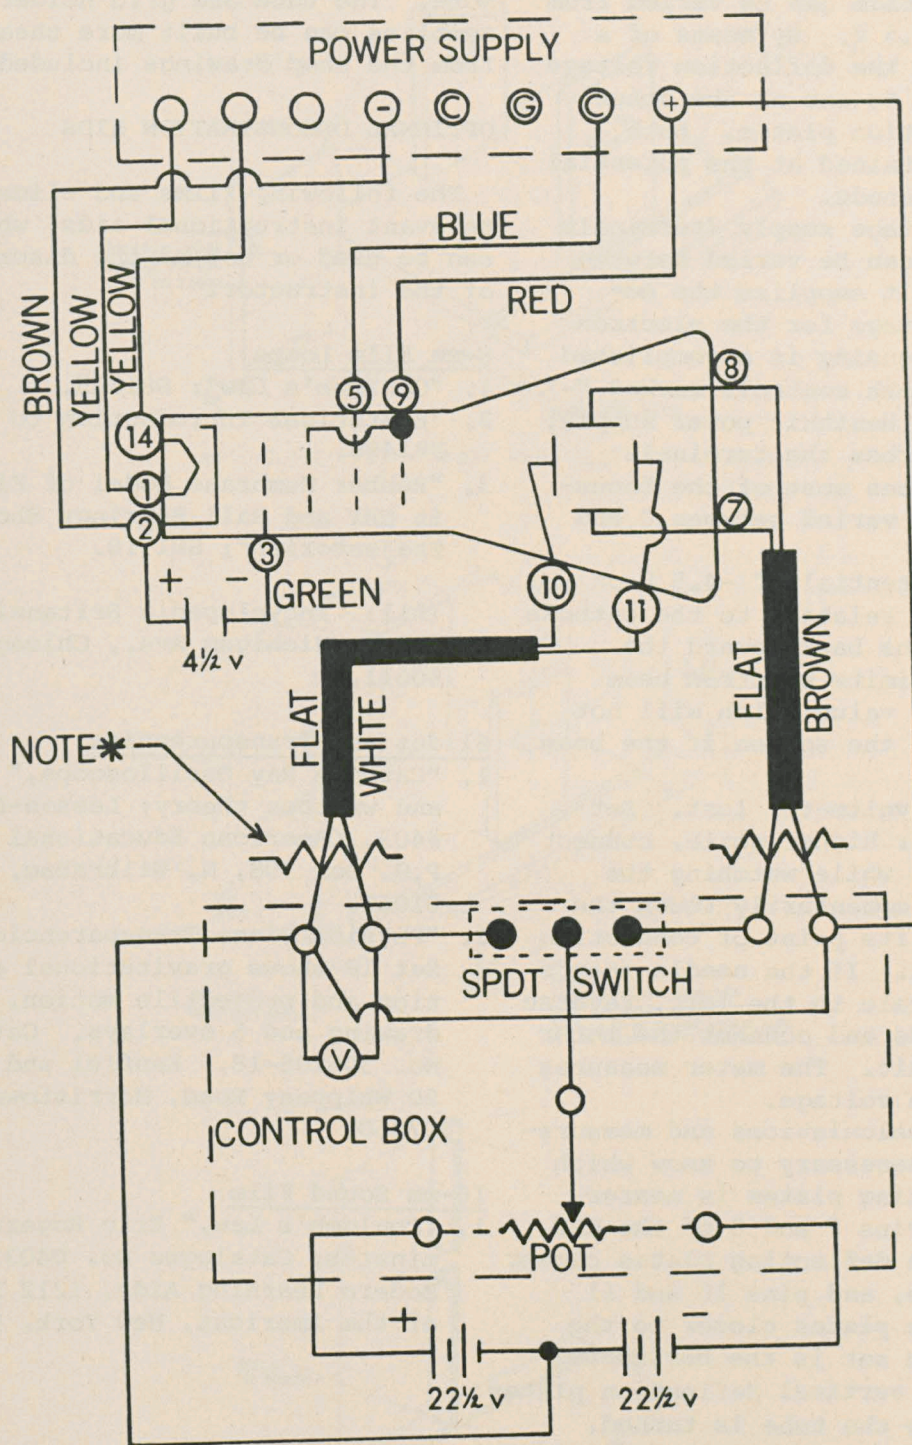 POWER SUPPLY
- C G C +
BLUE
RED
BROWN
YELLOW
YELLOW
5 9 8
14
1
2
3
7
10
11
+ -
GREEN
4½ v
FLAT
WHITE
FLAT
BROWN
NOTE*
SPDT SWITCH
V
CONTROL BOX
POT
+ -
22½ v 22½ v